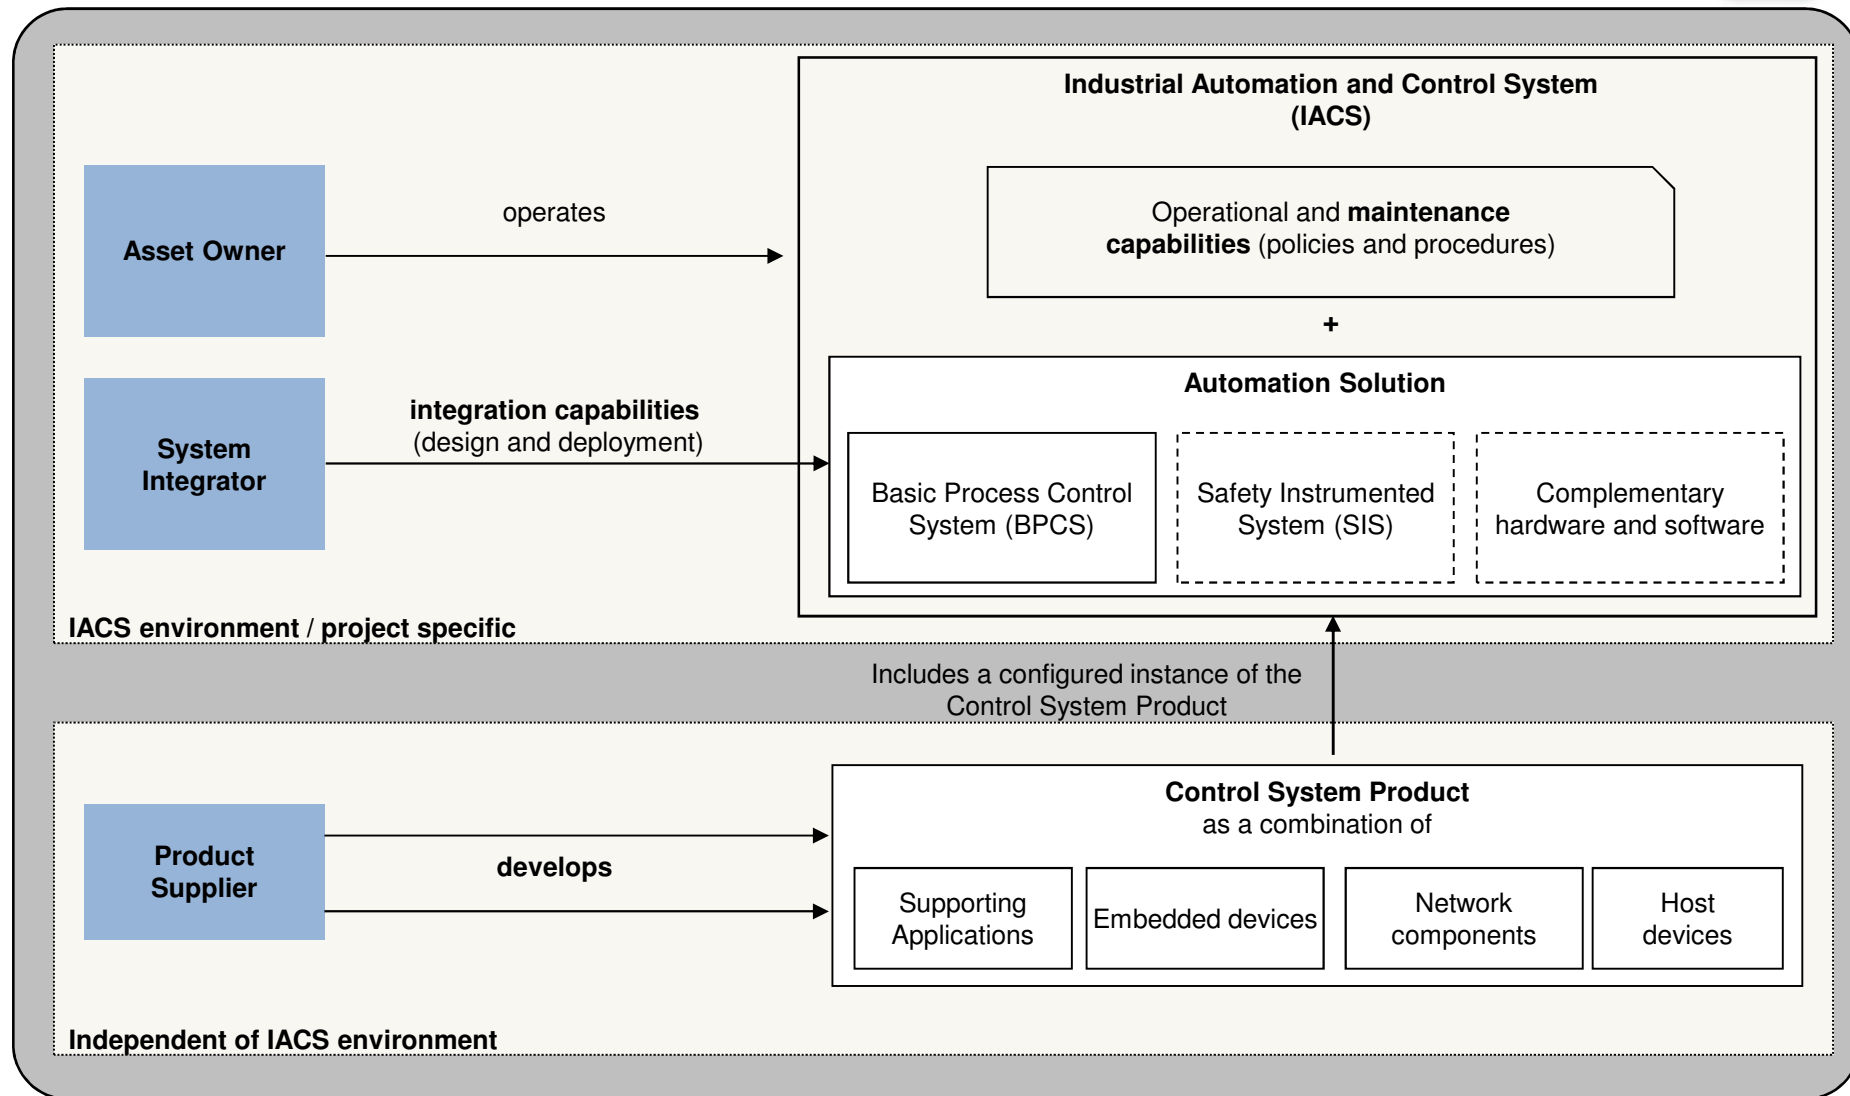 Industrial Automation and Control System
(IACS)
Asset Owner
operates
Operational and maintenance
capabilities (policies and procedures)
+
System
Integrator
integration capabilities
(design and deployment)
Automation Solution
Basic Process Control
System (BPCS)
Safety Instrumented
System (SIS)
Complementary
hardware and software
IACS environment / project specific
Includes a configured instance of the
Control System Product
Product
Supplier
develops
Control System Product
as a combination of
Supporting
Applications
Embedded devices
Network
components
Host
devices
Independent of IACS environment